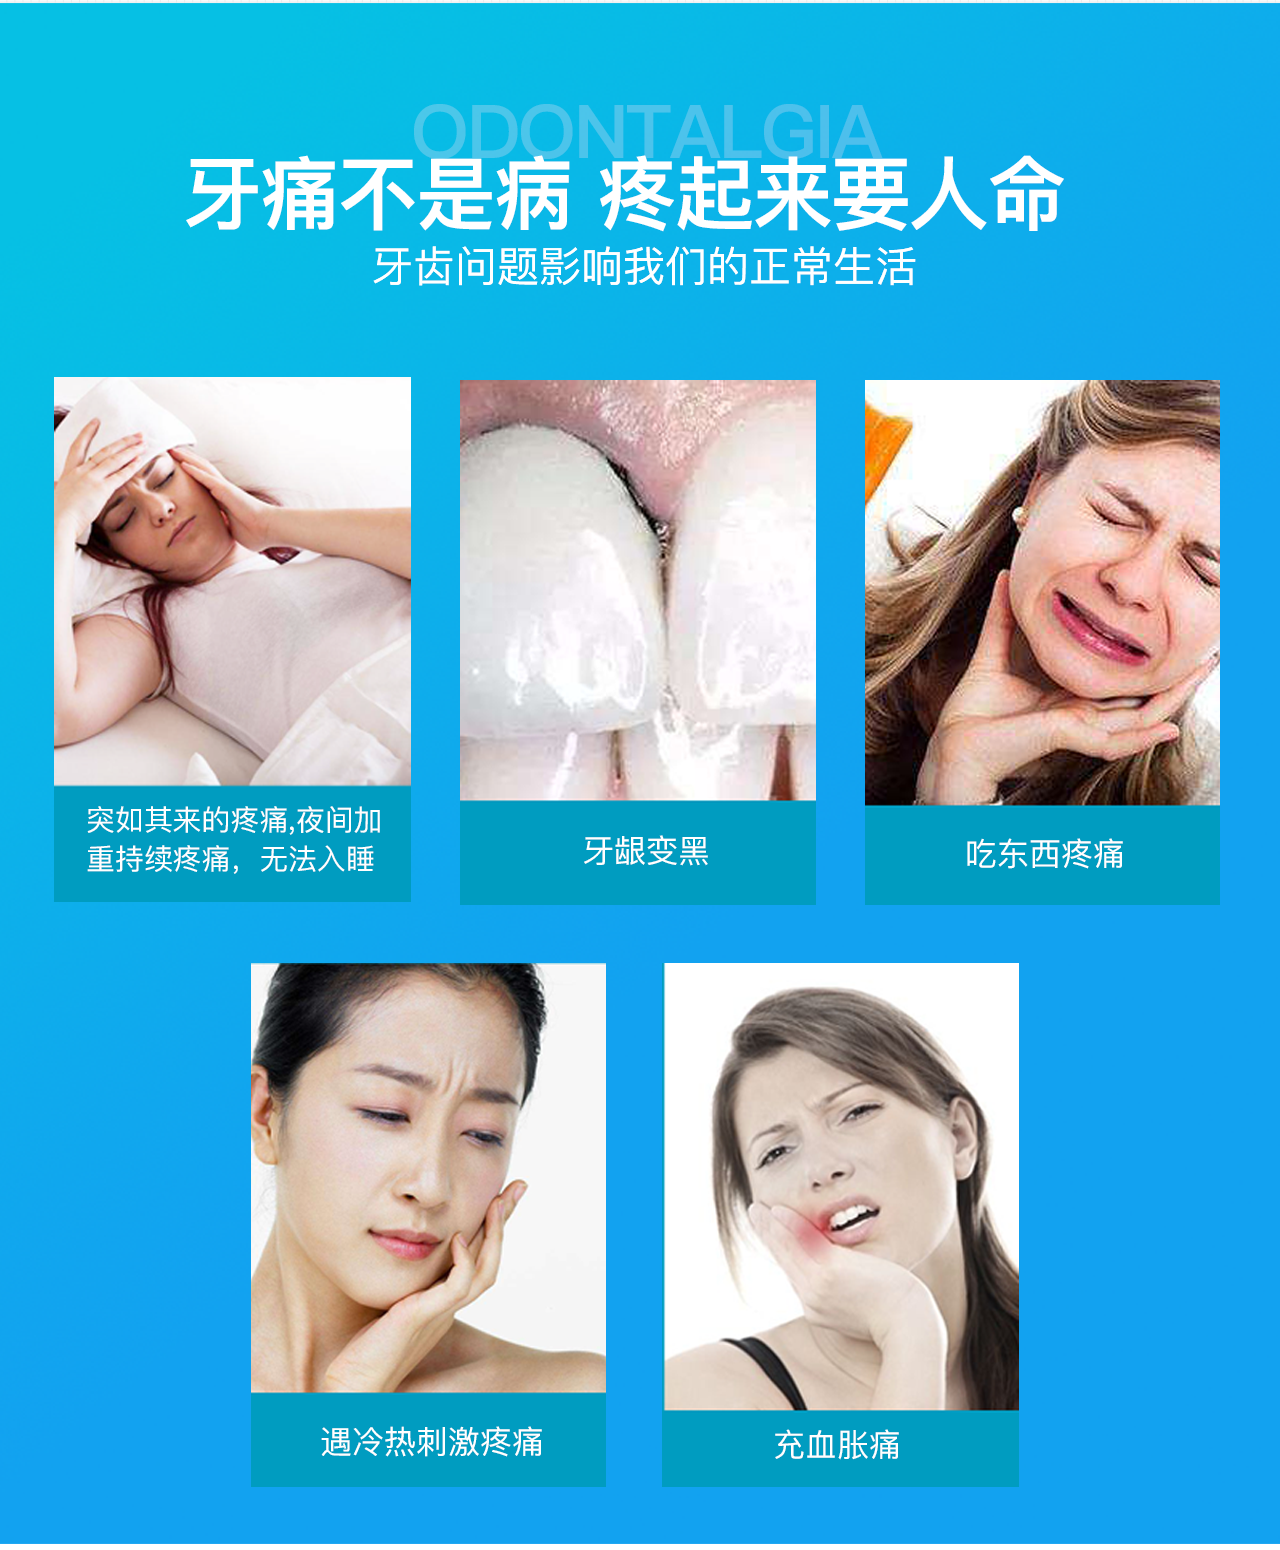 ODONTALGIA
牙痛不是病 疼起来要人命
牙齿问题影响我们的正常生活
突如其来的疼痛,夜间加
重持续疼痛，无法入睡
牙龈变黑
吃东西疼痛
遇冷热刺激疼痛
充血胀痛